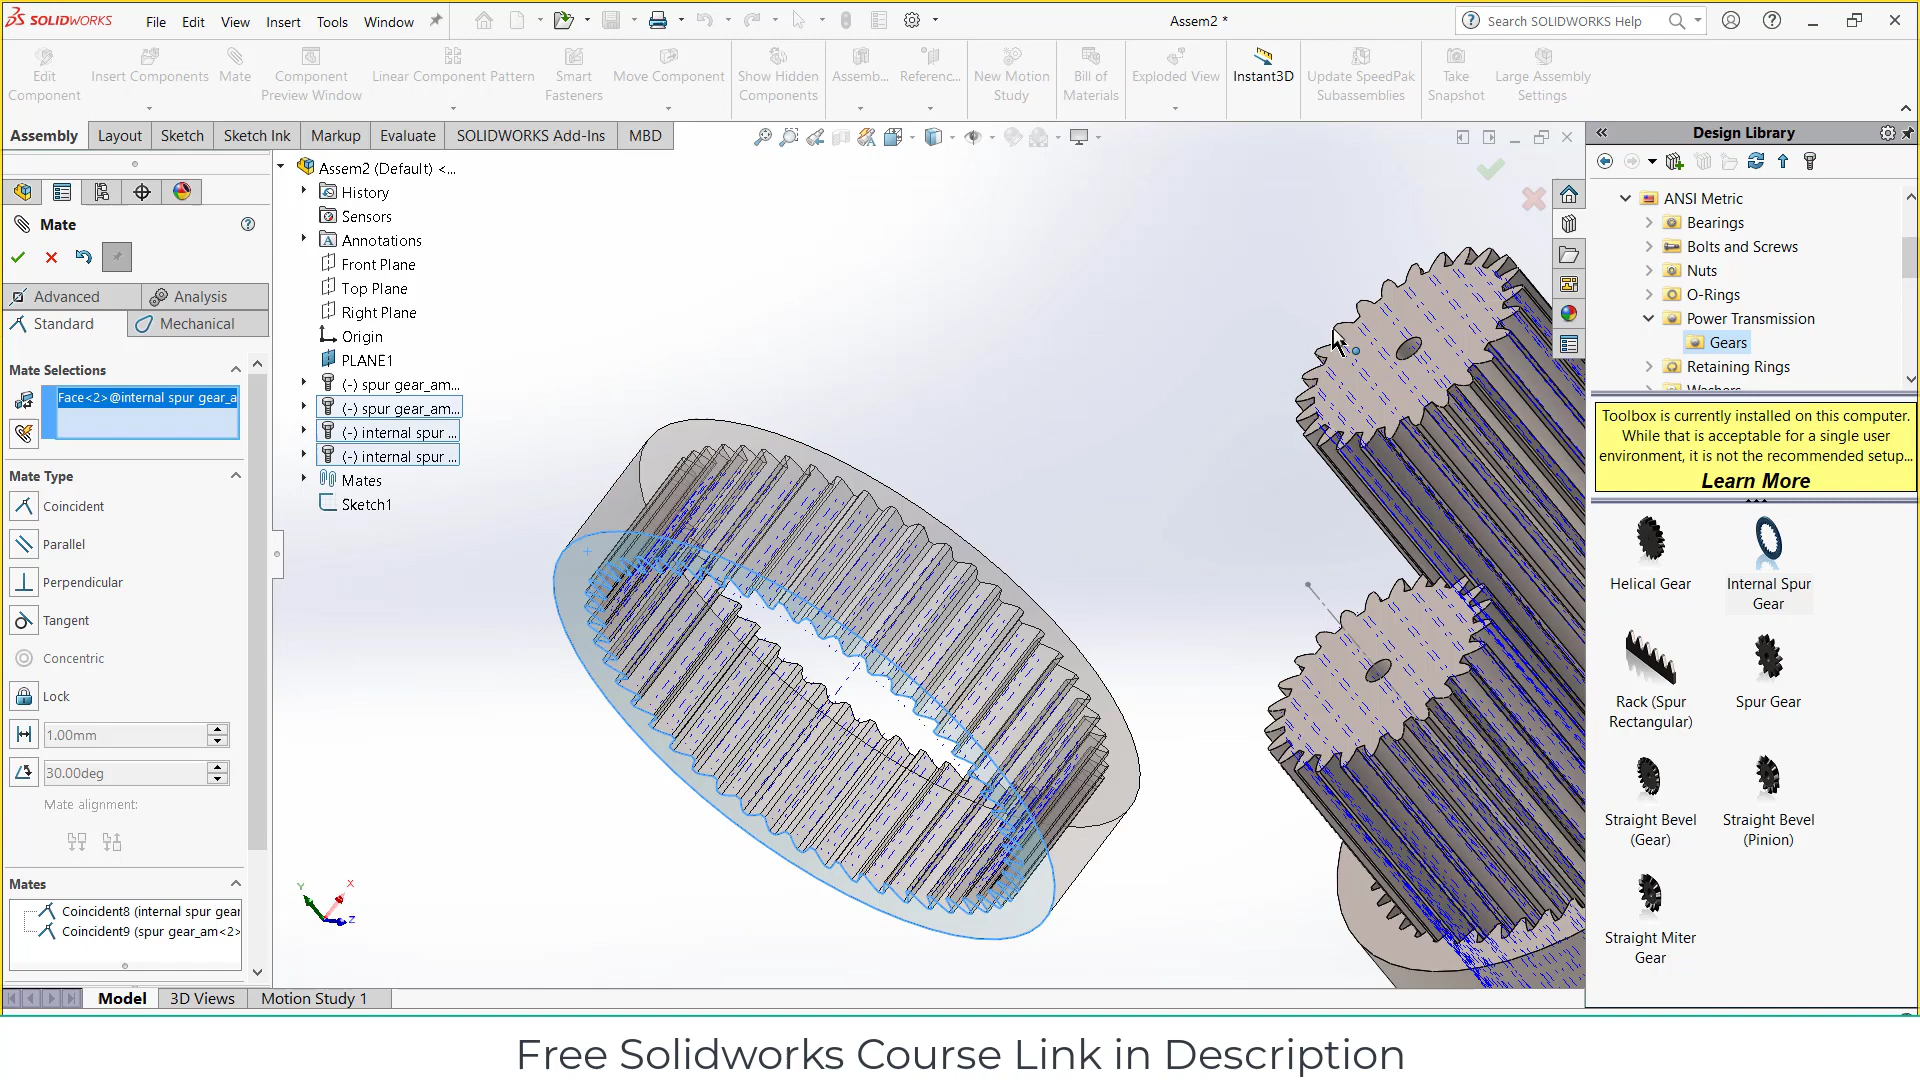 SOLIDWORKS
File Edit View Insert Tools Window
Assem2 *
Search SOLIDWORKS Help
Edit Component
Insert Components
Mate
Component Preview Window
Linear Component Pattern
Smart Fasteners
Move Component
Show Hidden Components
Assemb...
Referenc...
New Motion Study
Bill of Materials
Exploded View
Instant3D
Update SpeedPak Subassemblies
Take Snapshot
Large Assembly Settings
Assembly Layout Sketch Sketch Ink Markup Evaluate SOLIDWORKS Add-Ins MBD
Mate
Advanced Analysis
Standard Mechanical
Mate Selections
Face<2>@internal spur gear_a
Mate Type
Coincident
Parallel
Perpendicular
Tangent
Concentric
Lock
1.00mm
30.00deg
Mate alignment:
Mates
Coincident8 (internal spur gear
Coincident9 (spur gear_am<2>
Assem2 (Default) <...
History
Sensors
Annotations
Front Plane
Top Plane
Right Plane
Origin
PLANE1
(-) spur gear_am...
(-) spur gear_am...
(-) internal spur ...
(-) internal spur ...
Mates
Sketch1
Y X Z
Design Library
ANSI Metric
Bearings
Bolts and Screws
Nuts
O-Rings
Power Transmission
Gears
Retaining Rings
Toolbox is currently installed on this computer.
While that is acceptable for a single user
environment, it is not the recommended setup...
Learn More
Helical Gear
Internal Spur Gear
Rack (Spur Rectangular)
Spur Gear
Straight Bevel (Gear)
Straight Bevel (Pinion)
Straight Miter Gear
Model 3D Views Motion Study 1
Free Solidworks Course Link in Description